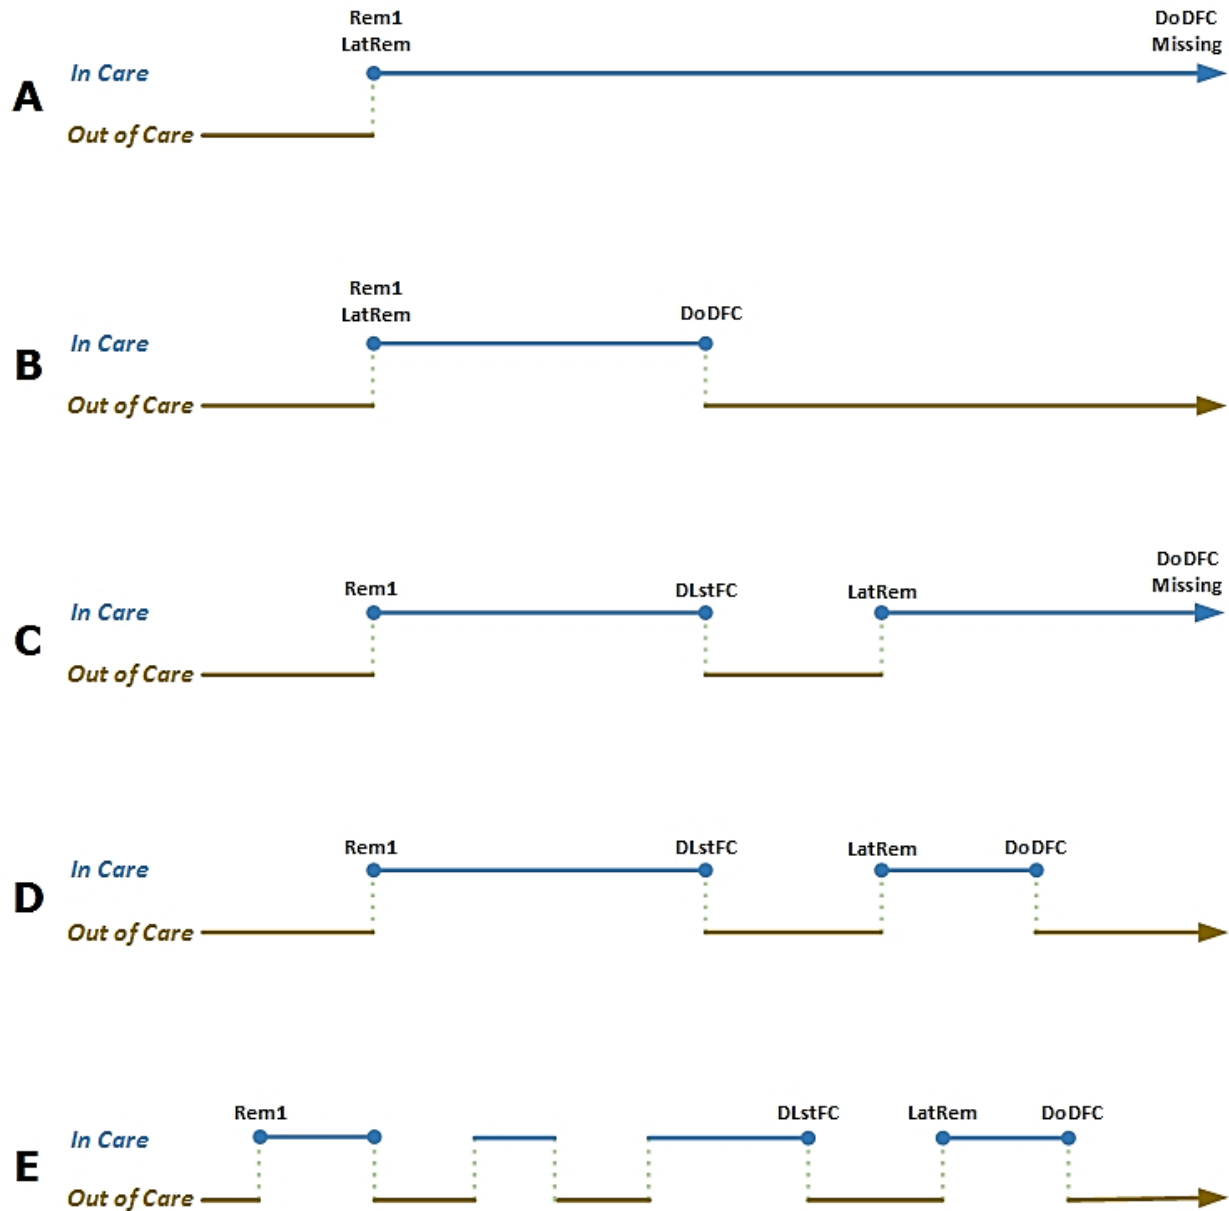 Rem1
LatRem
DoDFC
Missing
In Care
A
Out of Care
Rem1
LatRem
DoDFC
In Care
B
Out of Care
DoDFC
Missing
Rem1
DLstFC
LatRem
In Care
C
Out of Care
Rem1
DLstFC
LatRem
DoDFC
In Care
D
Out of Care
Rem1
DLstFC
LatRem
DoDFC
In Care
E
Out of Care